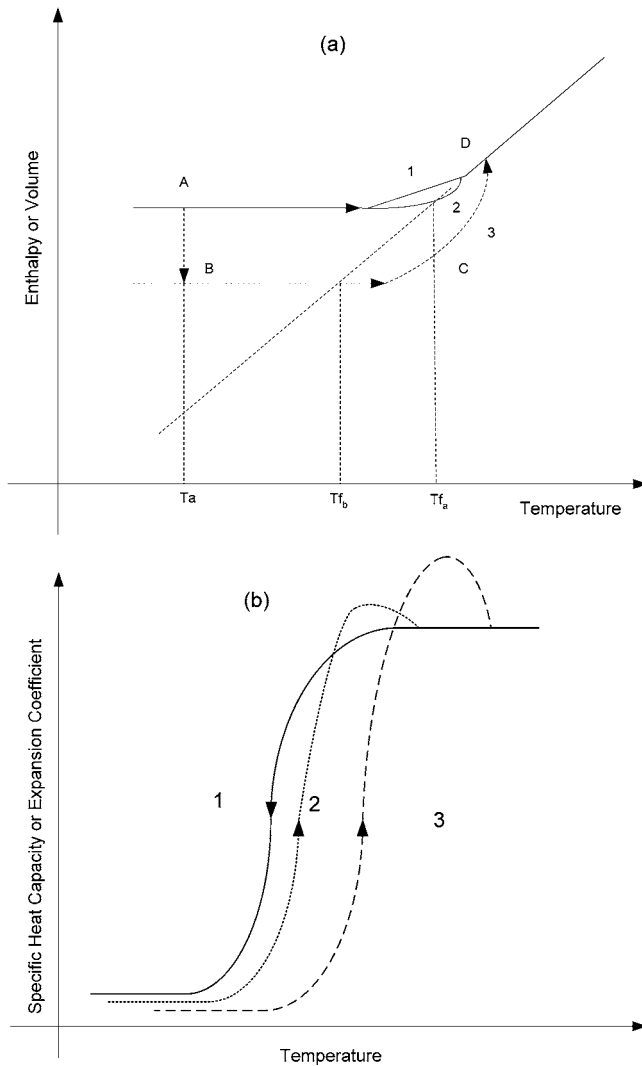 (a)
Enthalpy or Volume
A
B
1
D
2
3
C
Ta
Tf_b
Tf_a
Temperature
(b)
Specific Heat Capacity or Expansion Coefficient
1
2
3
Temperature